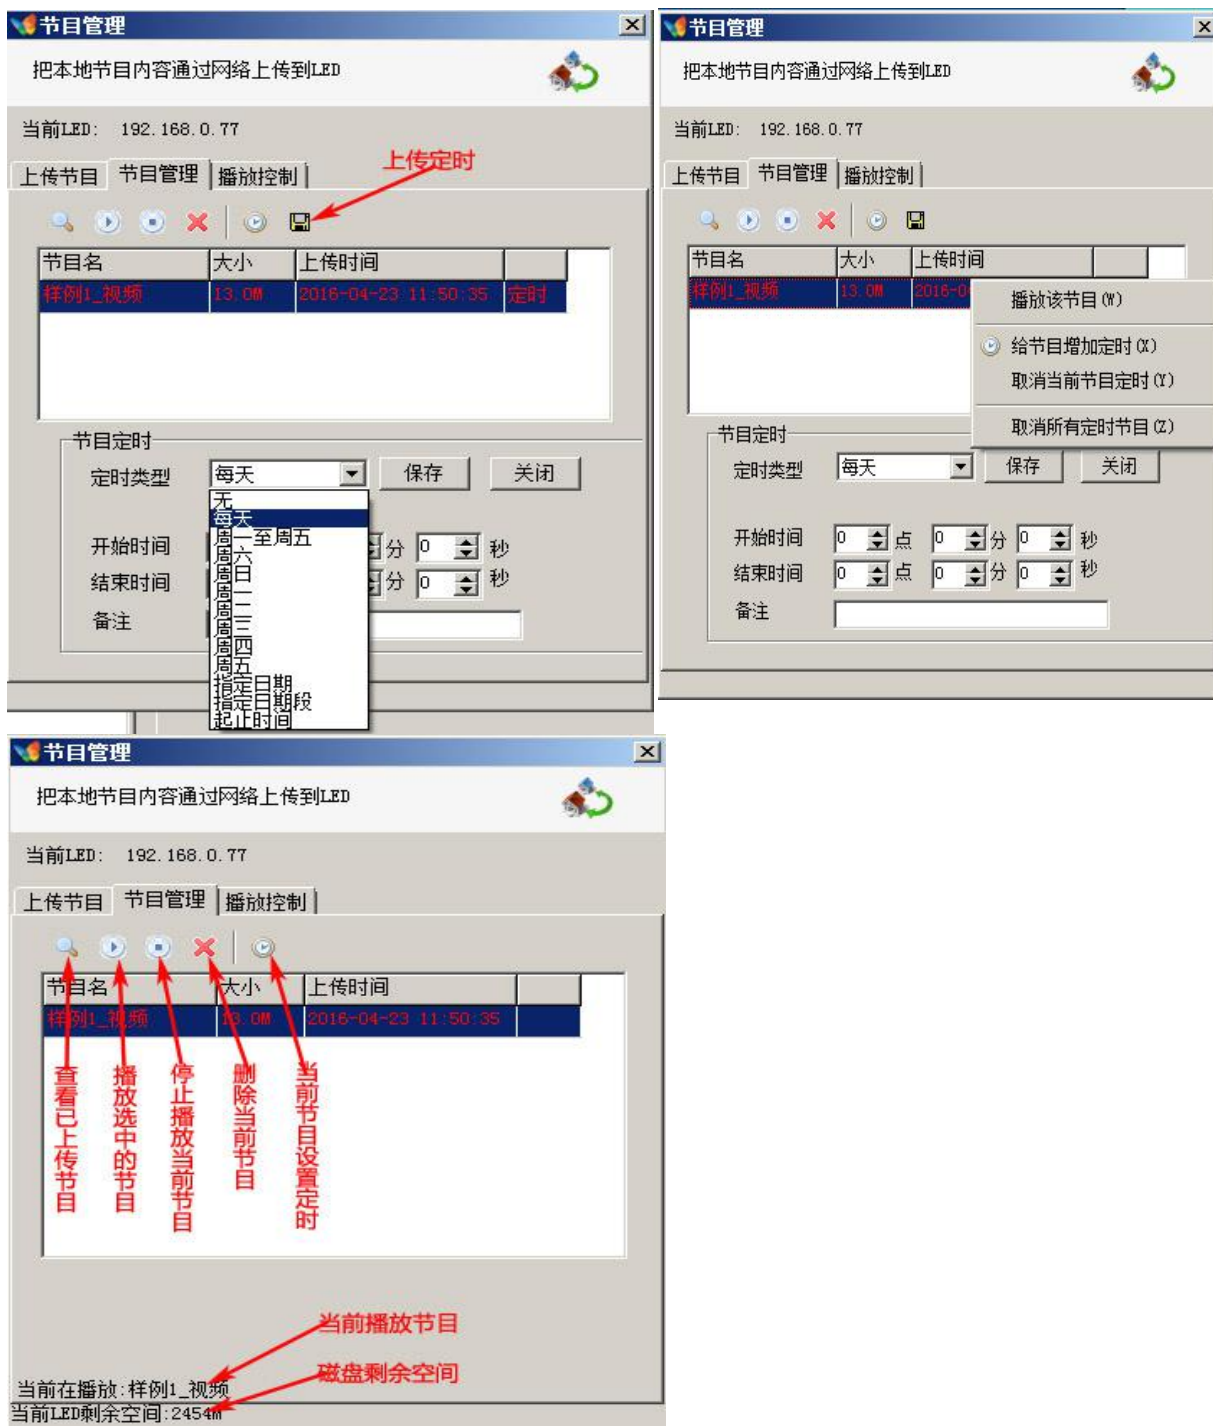 节目管理
把本地节目内容通过网络上传到LED
当前LED: 192.168.0.77
上传定时
上传节目 节目管理 播放控制
节目名 大小 上传时间
样例1_视频 13.0M 2016-04-23 11:50:35 定时
节目定时
定时类型 每天 保存 关闭
无
每天
周一至周五
周六
周日
周一
周二
周三
周四
周五
指定日期
指定日期段
起止时间
开始时间 分 0 秒
结束时间 分 0 秒
备注
节目管理
把本地节目内容通过网络上传到LED
当前LED: 192.168.0.77
上传节目 节目管理 播放控制
节目名 大小 上传时间
样例1_视频 13.0M 2016-0
播放该节目(W)
给节目增加定时(X)
取消当前节目定时(Y)
取消所有定时节目(Z)
节目定时
定时类型 每天 保存 关闭
开始时间 0 点 0 分 0 秒
结束时间 0 点 0 分 0 秒
备注
节目管理
把本地节目内容通过网络上传到LED
当前LED: 192.168.0.77
上传节目 节目管理 播放控制
节目名 大小 上传时间
样例1_视频 13.0M 2016-04-23 11:50:35
查看已上传节目
播放选中的节目
停止播放当前节目
删除当前节目
当前节目设置定时
当前播放节目
磁盘剩余空间
当前在播放:样例1_视频
当前LED剩余空间:2454M